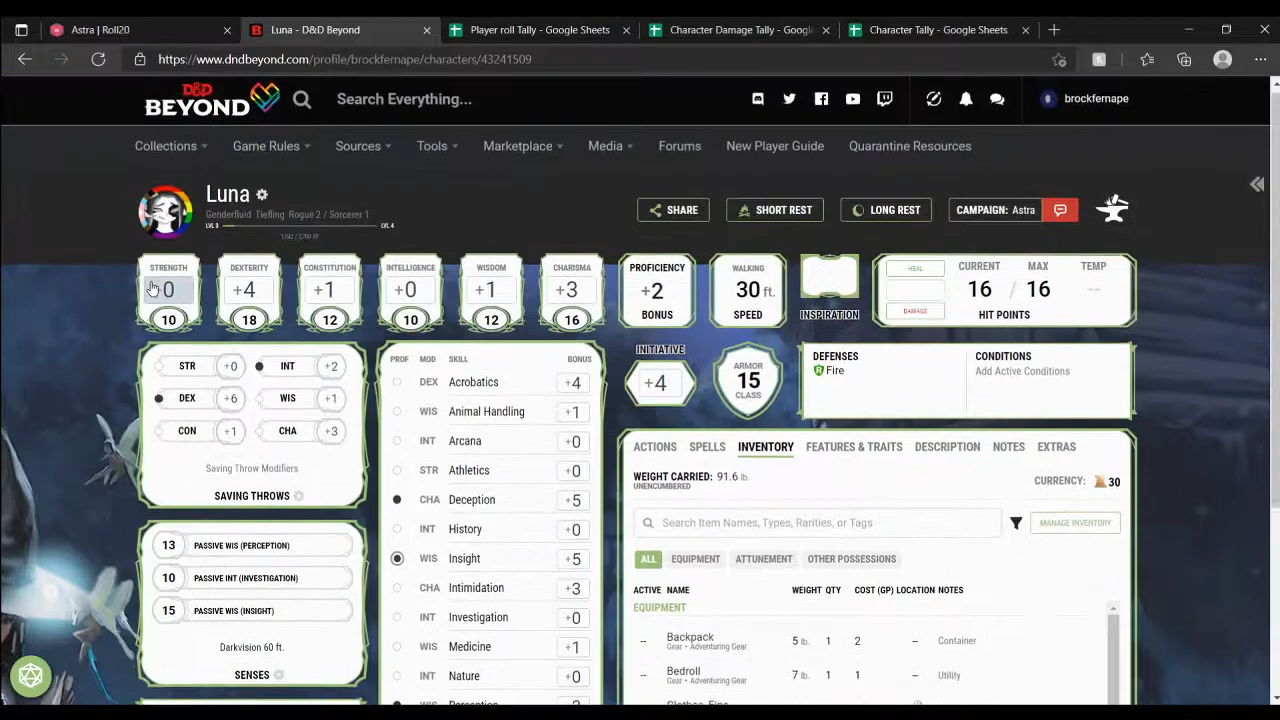 Astra | Roll20
Luna - D&D Beyond
Player roll Tally - Google Sheets
Character Damage Tally - Googl
Character Tally - Google Sheets
https://www.dndbeyond.com/profile/brockfernape/characters/43241509
D&D
BEYOND
Search Everything...
brockfernape
Collections
Game Rules
Sources
Tools
Marketplace
Media
Forums
New Player Guide
Quarantine Resources
Luna
Genderfluid Tiefling Rogue 2 / Sorcerer 1
LVL 3
LVL 4
SHARE
SHORT REST
LONG REST
CAMPAIGN: Astra
STRENGTH
0
10
DEXTERITY
+4
18
CONSTITUTION
+1
12
INTELLIGENCE
+0
10
WISDOM
+1
12
CHARISMA
+3
16
PROFICIENCY
+2
BONUS
WALKING
30 ft.
SPEED
INSPIRATION
HEAL
DAMAGE
CURRENT
16
/
MAX
16
TEMP
--
HIT POINTS
STR +0
INT +2
DEX +6
WIS +1
CON +1
CHA +3
Saving Throw Modifiers
SAVING THROWS
13 PASSIVE WIS (PERCEPTION)
10 PASSIVE INT (INVESTIGATION)
15 PASSIVE WIS (INSIGHT)
Darkvision 60 ft.
SENSES
PROF MOD SKILL BONUS
DEX Acrobatics +4
WIS Animal Handling +1
INT Arcana +0
STR Athletics +0
CHA Deception +5
INT History +0
WIS Insight +5
CHA Intimidation +3
INT Investigation +0
WIS Medicine +1
INT Nature +0
INITIATIVE
+4
ARMOR
15
CLASS
DEFENSES
Fire
CONDITIONS
Add Active Conditions
ACTIONS SPELLS INVENTORY FEATURES & TRAITS DESCRIPTION NOTES EXTRAS
WEIGHT CARRIED: 91.6 lb.
UNENCUMBERED
CURRENCY: 30
Search Item Names, Types, Rarities, or Tags
MANAGE INVENTORY
ALL EQUIPMENT ATTUNEMENT OTHER POSSESSIONS
ACTIVE NAME WEIGHT QTY COST (GP) LOCATION NOTES
EQUIPMENT
-- Backpack 5 lb. 1 2 -- Container
Gear • Adventuring Gear
-- Bedroll 7 lb. 1 1 -- Utility
Gear • Adventuring Gear